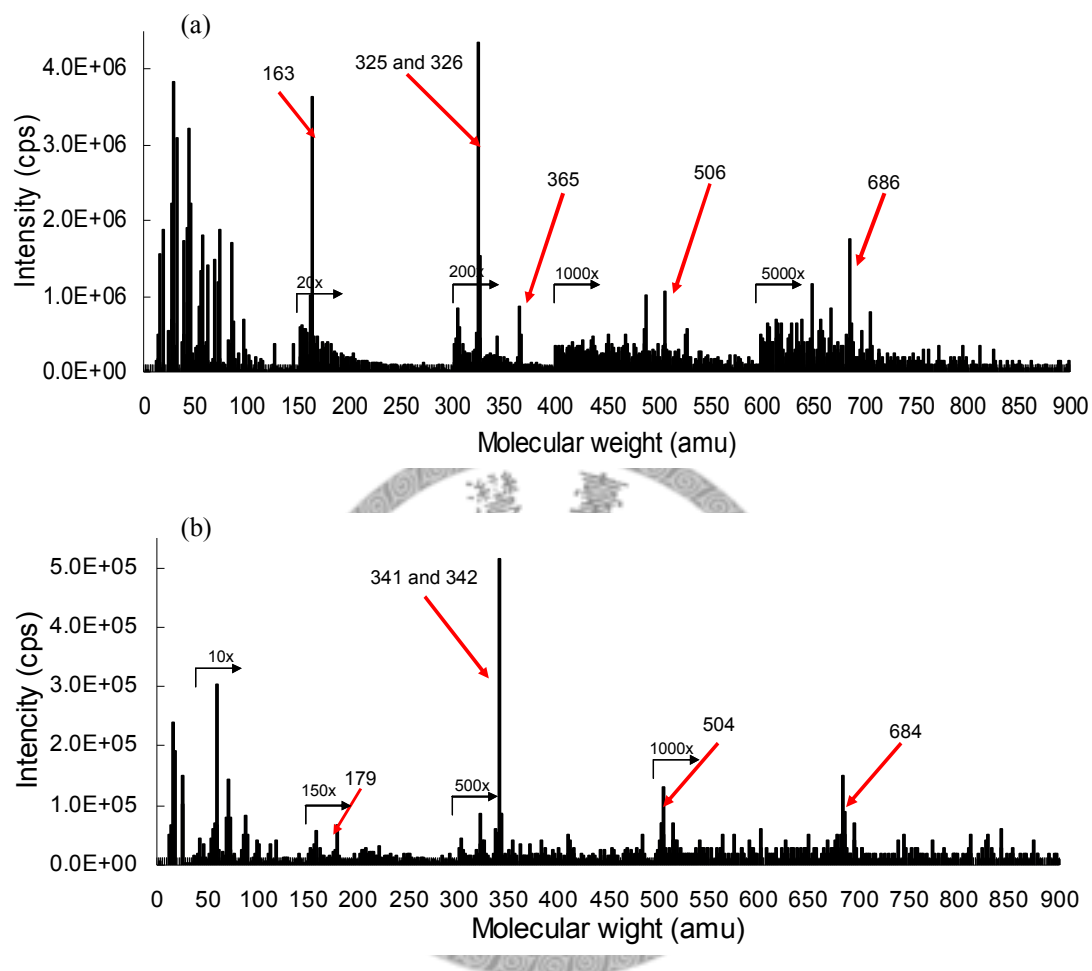 (a)
163
325 and 326
365
506
686
20x
200x
1000x
5000x
Intensity (cps)
4.0E+06
3.0E+06
2.0E+06
1.0E+06
0.0E+00
0 50 100 150 200 250 300 350 400 450 500 550 600 650 700 750 800 850 900
Molecular weight (amu)
(b)
341 and 342
179
504
684
10x
150x
500x
1000x
Intencity (cps)
5.0E+05
4.0E+05
3.0E+05
2.0E+05
1.0E+05
0.0E+00
0 50 100 150 200 250 300 350 400 450 500 550 600 650 700 750 800 850 900
Molecular wight (amu)